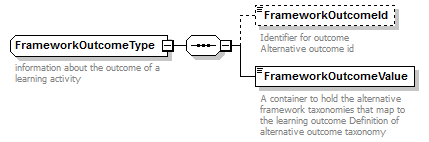 FrameworkOutcomeType
information about the outcome of a
learning activity
FrameworkOutcomeId
Identifier for outcome
Alternative outcome id
FrameworkOutcomeValue
A container to hold the alternative
framework taxonomies that map to
the learning outcome Definition of
alternative outcome taxonomy